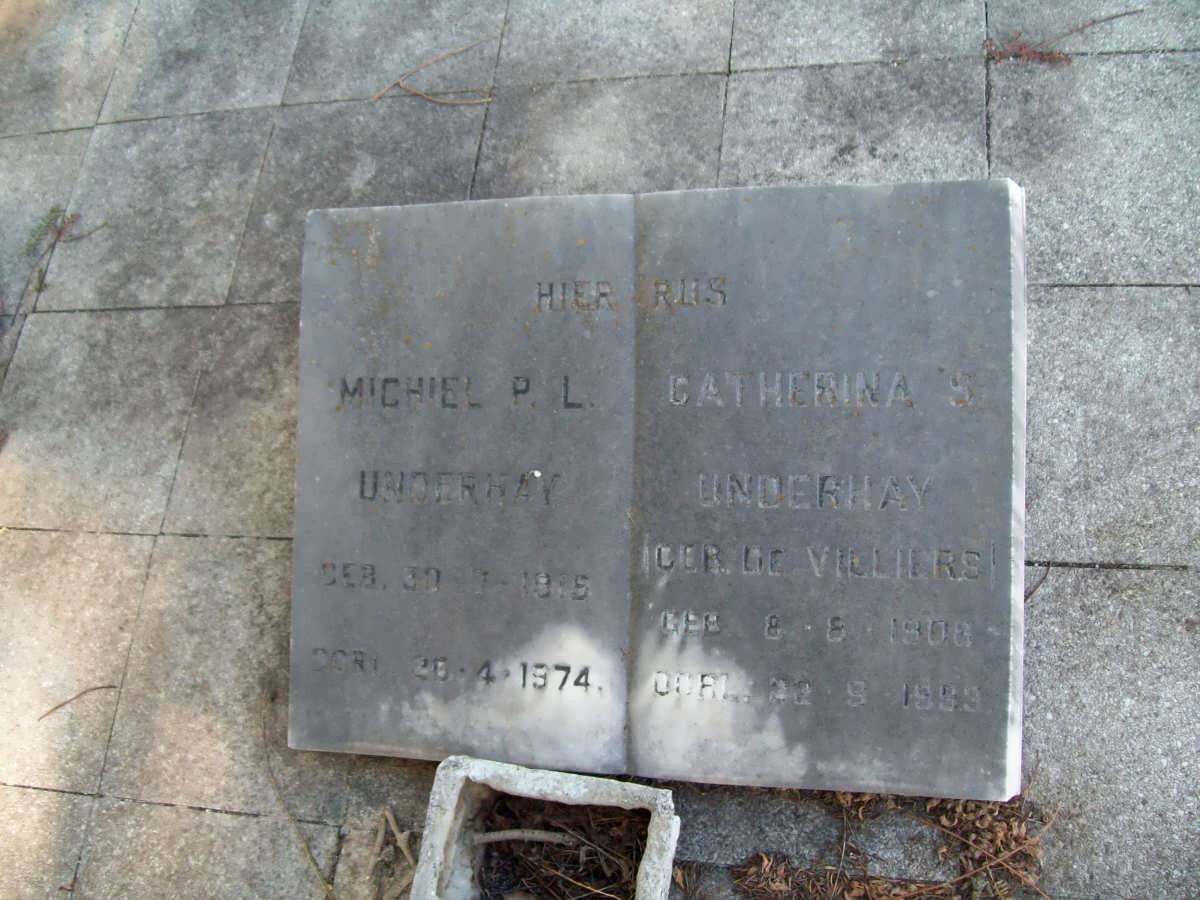 HIER RUS
MICHIEL P. L.
UNDERHAY
GEB. 30 · 7 · 1915
OORL. 26 · 4 · 1974.
CATHERINA S.
UNDERHAY
(GEB. DE VILLIERS)
GEB. 8 · 8 · 1906
OORL. 22 · 9